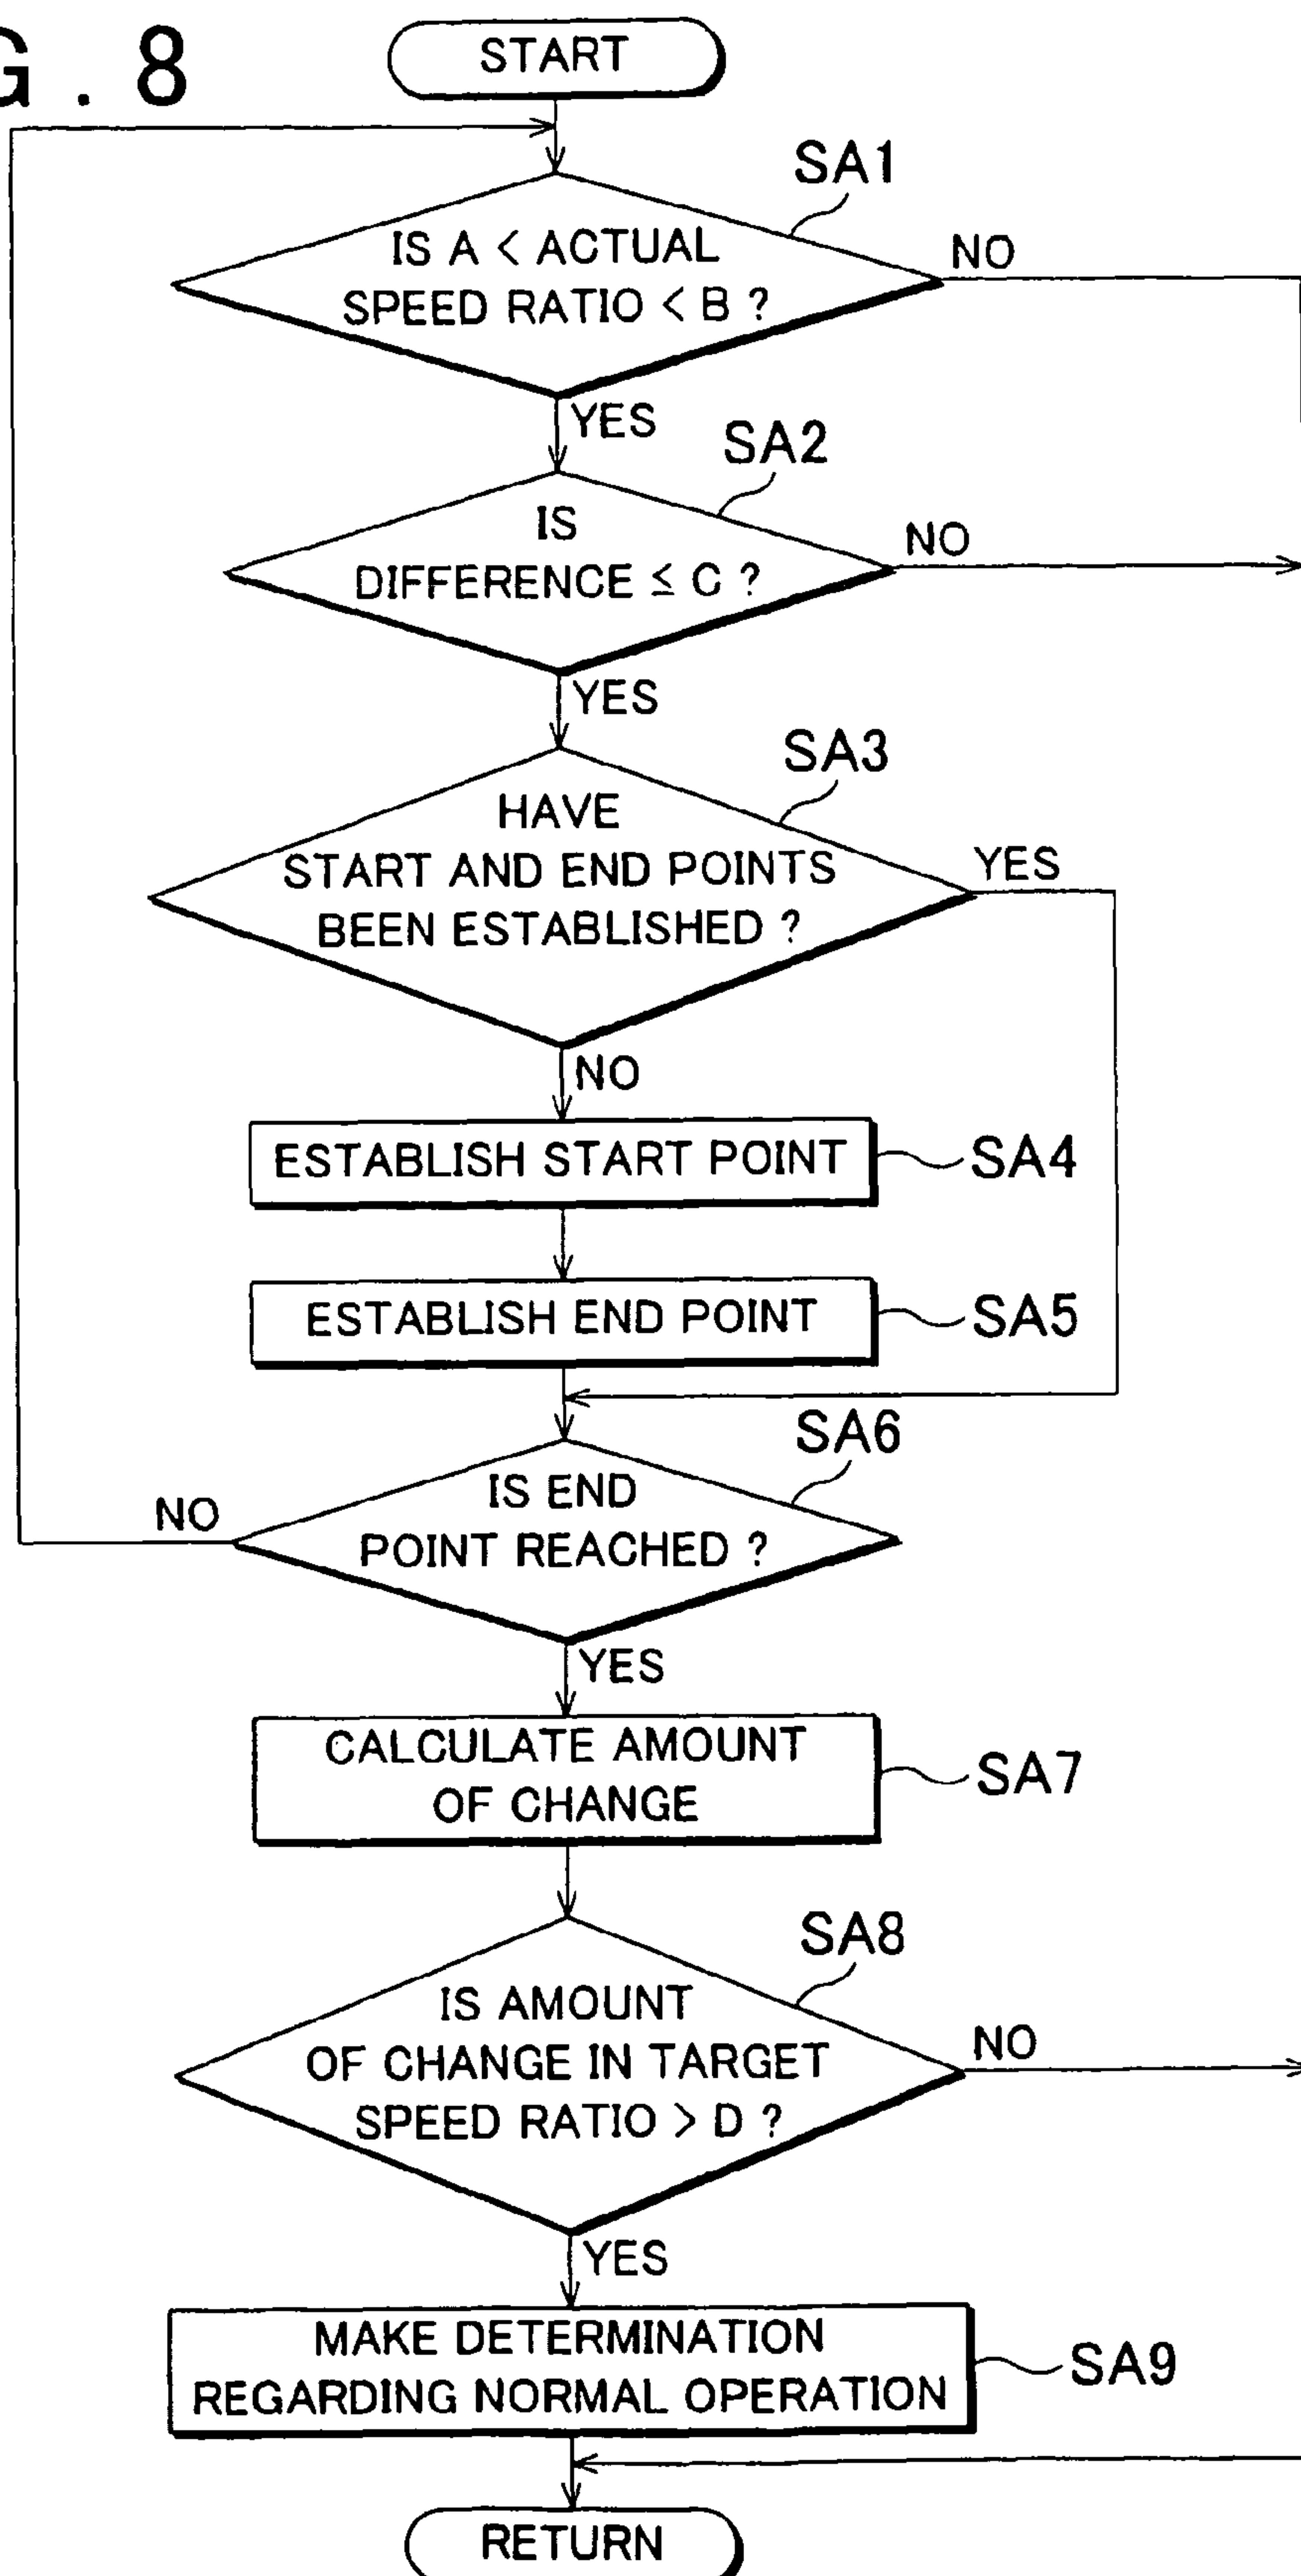 G . 8
START
SA1
IS A < ACTUAL
SPEED RATIO < B ?
NO
YES
SA2
IS
DIFFERENCE ≤ C ?
NO
YES
SA3
HAVE
START AND END POINTS
BEEN ESTABLISHED ?
YES
NO
ESTABLISH START POINT
SA4
ESTABLISH END POINT
SA5
SA6
IS END
POINT REACHED ?
NO
YES
CALCULATE AMOUNT
OF CHANGE
SA7
SA8
IS AMOUNT
OF CHANGE IN TARGET
SPEED RATIO > D ?
NO
YES
MAKE DETERMINATION
REGARDING NORMAL OPERATION
SA9
RETURN